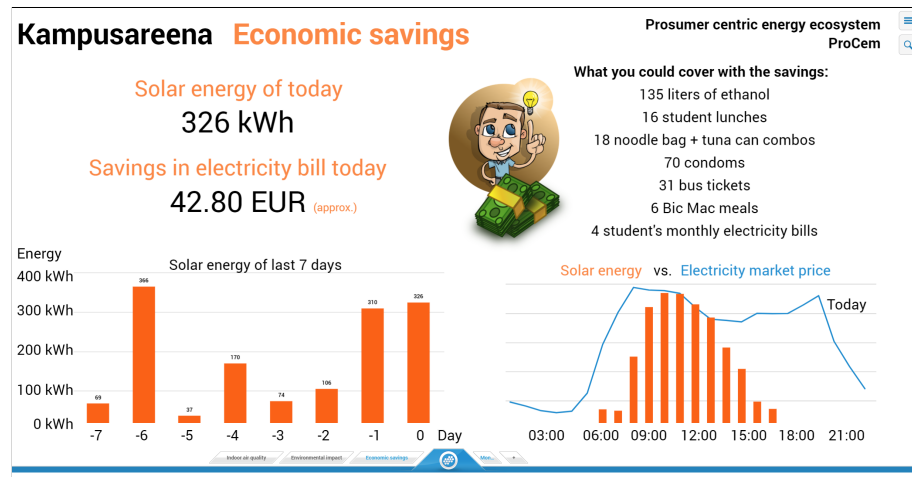 Kampusareena Economic savings
Prosumer centric energy ecosystem
ProCem
Solar energy of today
326 kWh
Savings in electricity bill today
42.80 EUR (approx.)
What you could cover with the savings:
135 liters of ethanol
16 student lunches
18 noodle bag + tuna can combos
70 condoms
31 bus tickets
6 Bic Mac meals
4 student's monthly electricity bills
Energy
Solar energy of last 7 days
400 kWh
300 kWh
200 kWh
100 kWh
0 kWh
69
366
37
170
74
106
310
326
-7 -6 -5 -4 -3 -2 -1 0 Day
Solar energy vs. Electricity market price
Today
03:00 06:00 09:00 12:00 15:00 18:00 21:00
Indoor air quality Environmental impact Economic savings Mon... +